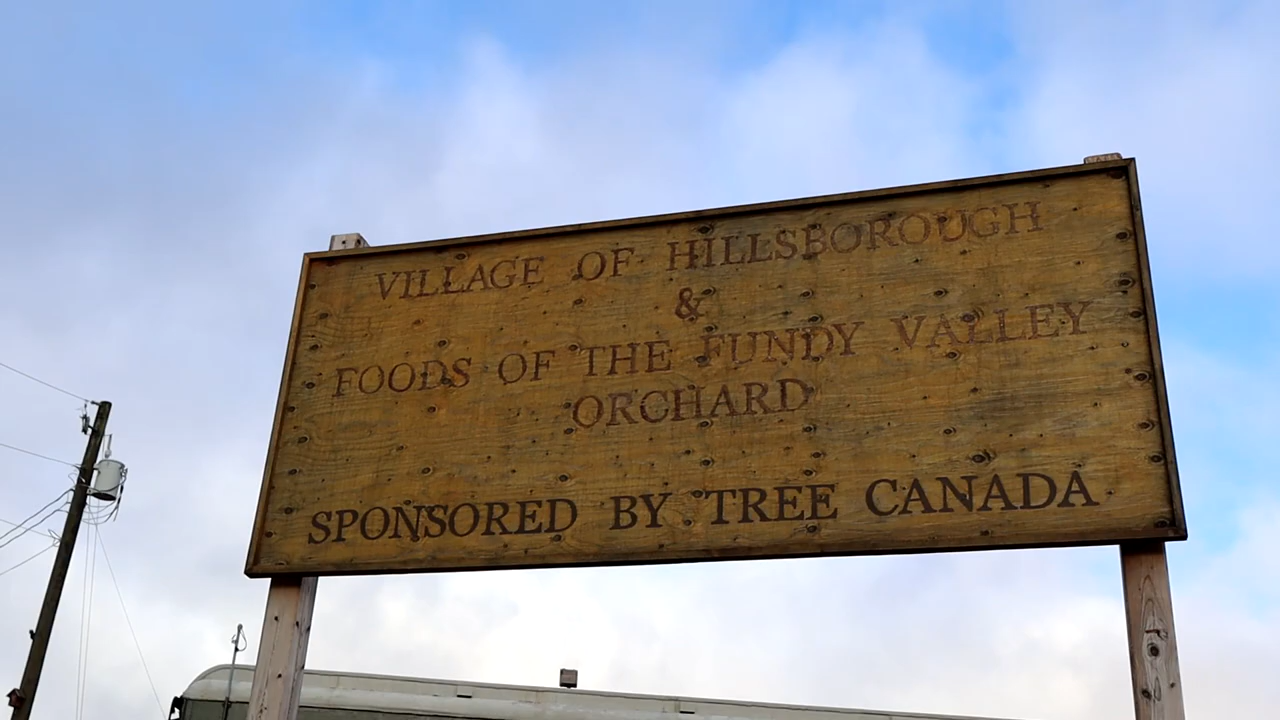 VILLAGE OF HILLSBOROUGH
&
FOODS OF THE FUNDY VALLEY
ORCHARD
SPONSORED BY TREE CANADA